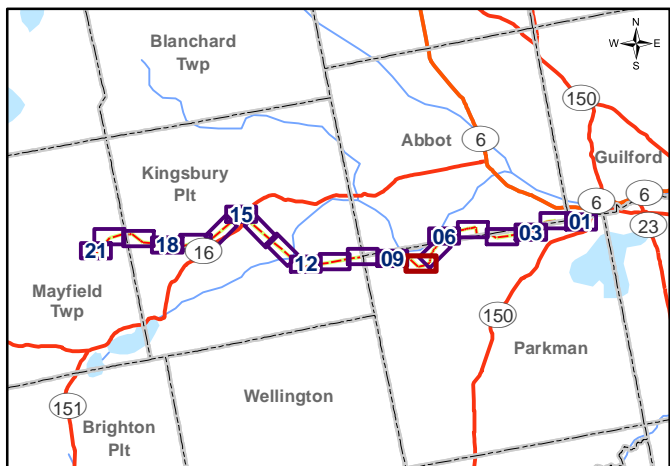 Blanchard
Twp
N
W E
S
150
Abbot
6
Guilford
Kingsbury
Plt
6
6
15
01
23
06
03
21
18
16
09
12
Mayfield
Twp
150
Parkman
Wellington
151
Brighton
Plt